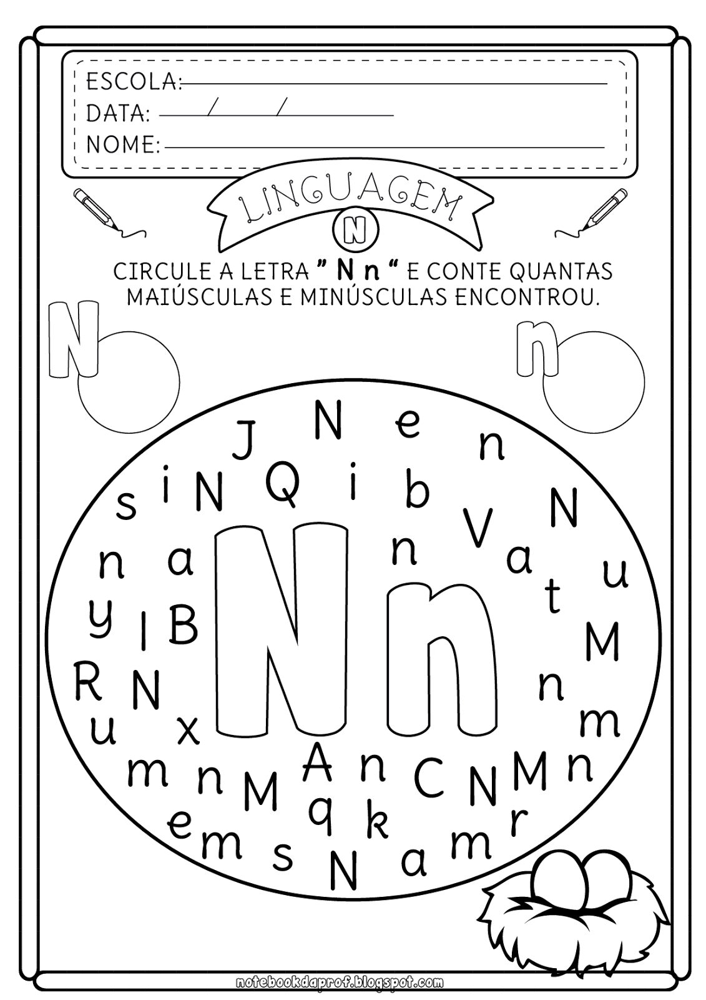 ESCOLA:
DATA: / /
NOME:
LINGUAGEM
N
CIRCULE A LETRA ” N n “ E CONTE QUANTAS
MAIÚSCULAS E MINÚSCULAS ENCONTROU.
N n
J N e n
s i N Q i b N
n a n V a u
t
y l B M
N n
R N n
u x m
m n M A n C N M n
e m s q k m r
N a
notebookdaprof.blogspot.com